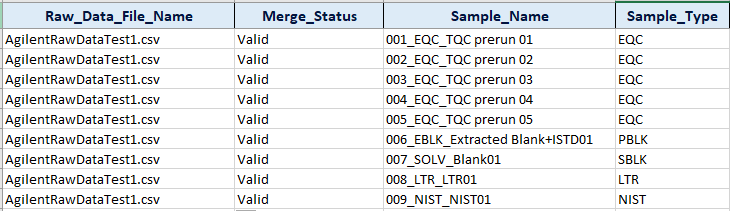 Raw_Data_File_Name Merge_Status Sample_Name Sample_Type
AgilentRawDataTest1.csv Valid 001_EQC_TQC prerun 01 EQC
AgilentRawDataTest1.csv Valid 002_EQC_TQC prerun 02 EQC
AgilentRawDataTest1.csv Valid 003_EQC_TQC prerun 03 EQC
AgilentRawDataTest1.csv Valid 004_EQC_TQC prerun 04 EQC
AgilentRawDataTest1.csv Valid 005_EQC_TQC prerun 05 EQC
AgilentRawDataTest1.csv Valid 006_EBLK_Extracted Blank+ISTD01 PBLK
AgilentRawDataTest1.csv Valid 007_SOLV_Blank01 SBLK
AgilentRawDataTest1.csv Valid 008_LTR_LTR01 LTR
AgilentRawDataTest1.csv Valid 009_NIST_NIST01 NIST